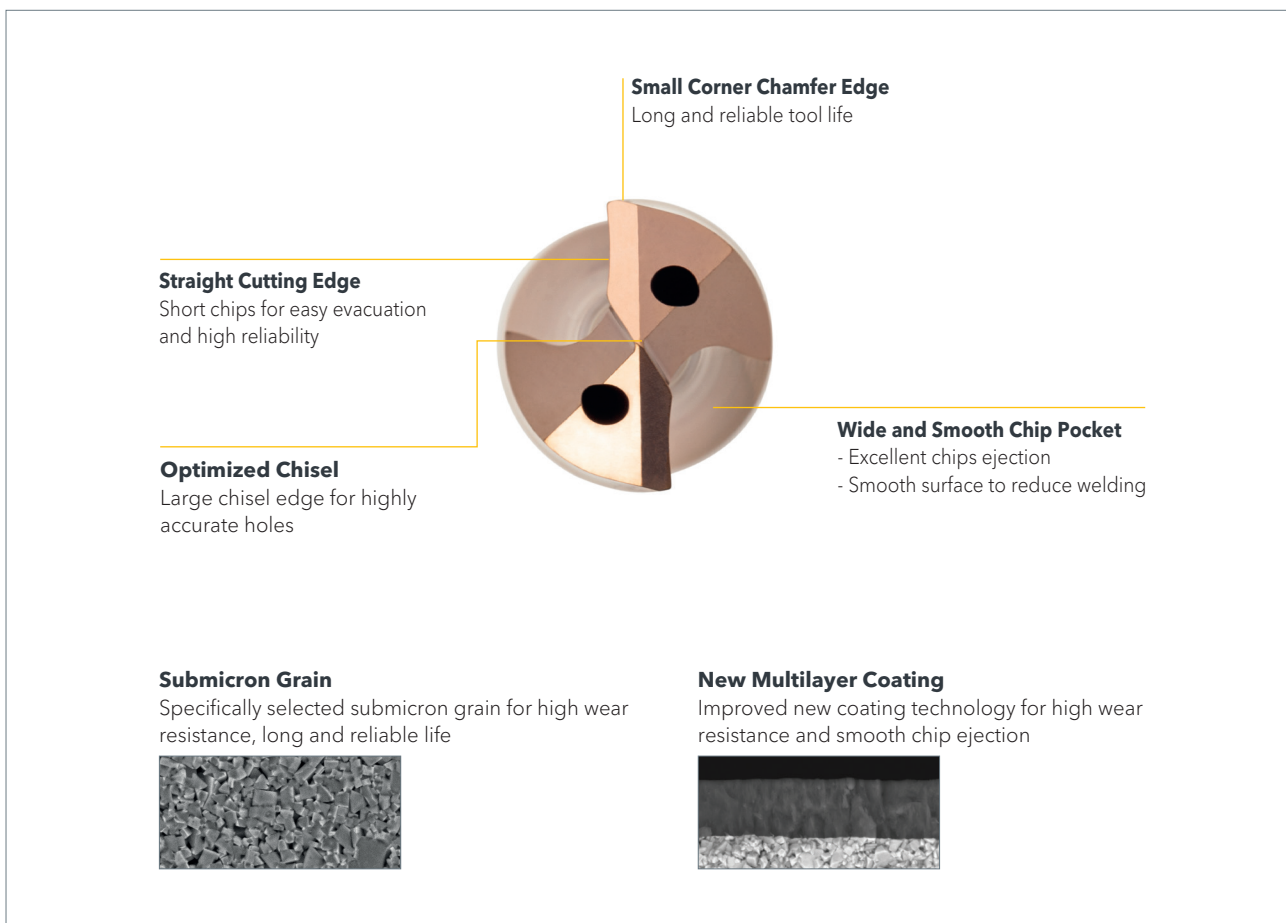 Small Corner Chamfer Edge
Long and reliable tool life
Straight Cutting Edge
Short chips for easy evacuation
and high reliability
Optimized Chisel
Large chisel edge for highly
accurate holes
Wide and Smooth Chip Pocket
- Excellent chips ejection
- Smooth surface to reduce welding
Submicron Grain
Specifically selected submicron grain for high wear
resistance, long and reliable life
New Multilayer Coating
Improved new coating technology for high wear
resistance and smooth chip ejection